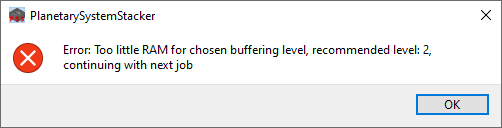 PlanetarySystemStacker
Error: Too little RAM for chosen buffering level, recommended level: 2,
continuing with next job
OK